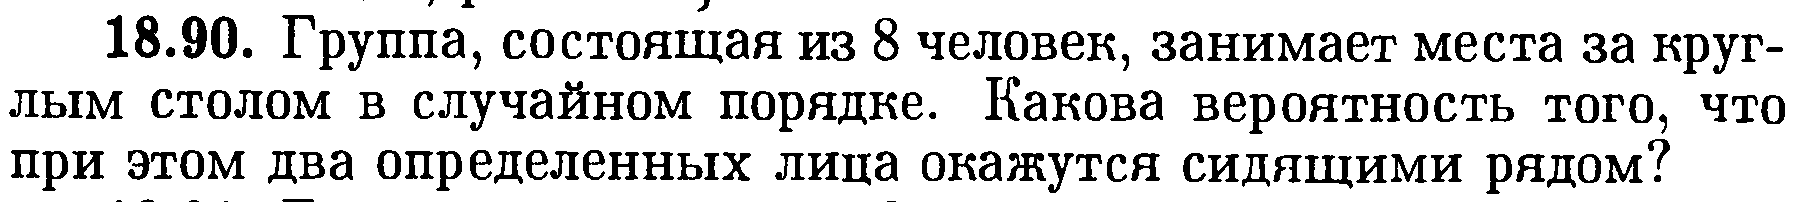 18.90. Группа, состоящая из 8 человек, занимает места за круг-
лым столом в случайном порядке. Какова вероятность того, что
при этом два определенных лица окажутся сидящими рядом?